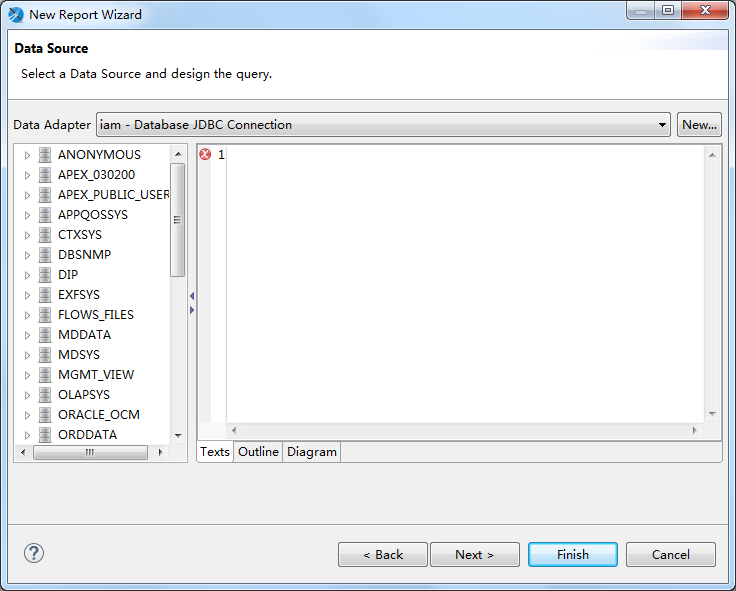 New Report Wizard
Data Source
Select a Data Source and design the query.
Data Adapter iam - Database JDBC Connection New...
ANONYMOUS
APEX_030200
APEX_PUBLIC_USER
APPQOSSYS
CTXSYS
DBSNMP
DIP
EXFSYS
FLOWS_FILES
MDDATA
MDSYS
MGMT_VIEW
OLAPSYS
ORACLE_OCM
ORDDATA
1
Texts Outline Diagram
? < Back Next > Finish Cancel